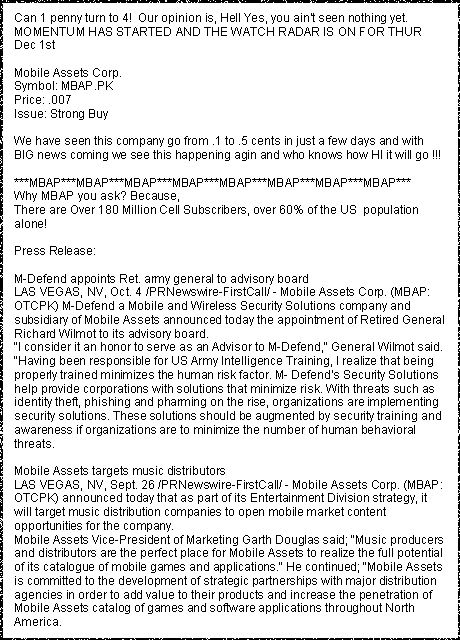 Can 1 penny turn to 4!  Our opinion is, Hell Yes, you ain't seen nothing yet.
MOMENTUM HAS STARTED AND THE WATCH RADAR IS ON FOR THUR
Dec 1st
Mobile Assets Corp.
Symbol: MBAP.PK
Price: .007
Issue: Strong Buy
We have seen this company go from .1 to .5 cents in just a few days and with
BIG news coming we see this happening agin and who knows how HI it will go !!!
***MBAP***MBAP***MBAP***MBAP***MBAP***MBAP***MBAP***MBAP***
Why MBAP you ask? Because,
There are Over 180 Million Cell Subscribers, over 60% of the US  population
alone!
Press Release:
M-Defend appoints Ret. army general to advisory board
LAS VEGAS, NV, Oct. 4 /PRNewswire-FirstCall/ - Mobile Assets Corp. (MBAP:
OTCPK) M-Defend a Mobile and Wireless Security Solutions company and
subsidiary of Mobile Assets announced today the appointment of Retired General
Richard Wilmot to its advisory board.
"I consider it an honor to serve as an Advisor to M-Defend," General Wilmot said.
"Having been responsible for US Army Intelligence Training, I realize that being
properly trained minimizes the human risk factor. M- Defend's Security Solutions
help provide corporations with solutions that minimize risk. With threats such as
identity theft, phishing and pharming on the rise, organizations are implementing
security solutions. These solutions should be augmented by security training and
awareness if organizations are to minimize the number of human behavioral
threats.
Mobile Assets targets music distributors
LAS VEGAS, NV, Sept. 26 /PRNewswire-FirstCall/ - Mobile Assets Corp. (MBAP:
OTCPK) announced today that as part of its Entertainment Division strategy, it
will target music distribution companies to open mobile market content
opportunities for the company.
Mobile Assets Vice-President of Marketing Garth Douglas said; "Music producers
and distributors are the perfect place for Mobile Assets to realize the full potential
of its catalogue of mobile games and applications." He continued; "Mobile Assets
is committed to the development of strategic partnerships with major distribution
agencies in order to add value to their products and increase the penetration of
Mobile Assets catalog of games and software applications throughout North
America.